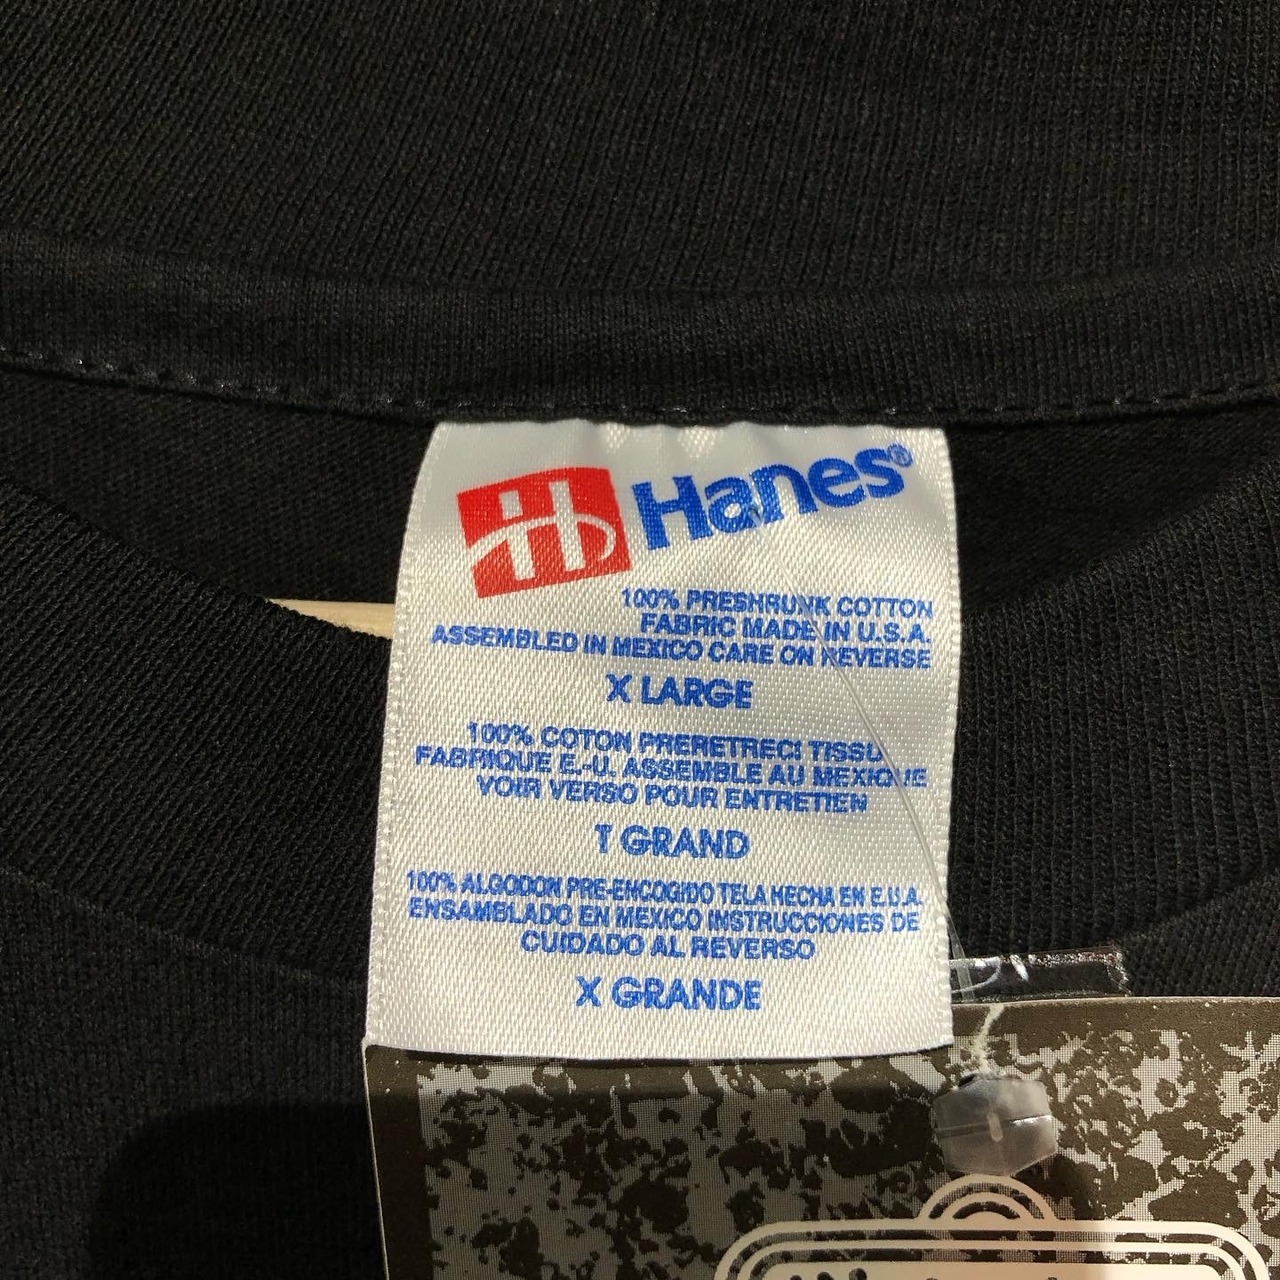 Hanes®
100% PRESHRUNK COTTON
FABRIC MADE IN U.S.A.
ASSEMBLED IN MEXICO CARE ON REVERSE
X LARGE
100% COTON PRERETRECI TISSU
FABRIQUE E.-U. ASSEMBLE AU MEXIQUE
VOIR VERSO POUR ENTRETIEN
T GRAND
100% ALGODON PRE-ENCOGIDO TELA HECHA EN E.U.A.
ENSAMBLADO EN MEXICO INSTRUCCIONES DE
CUIDADO AL REVERSO
X GRANDE